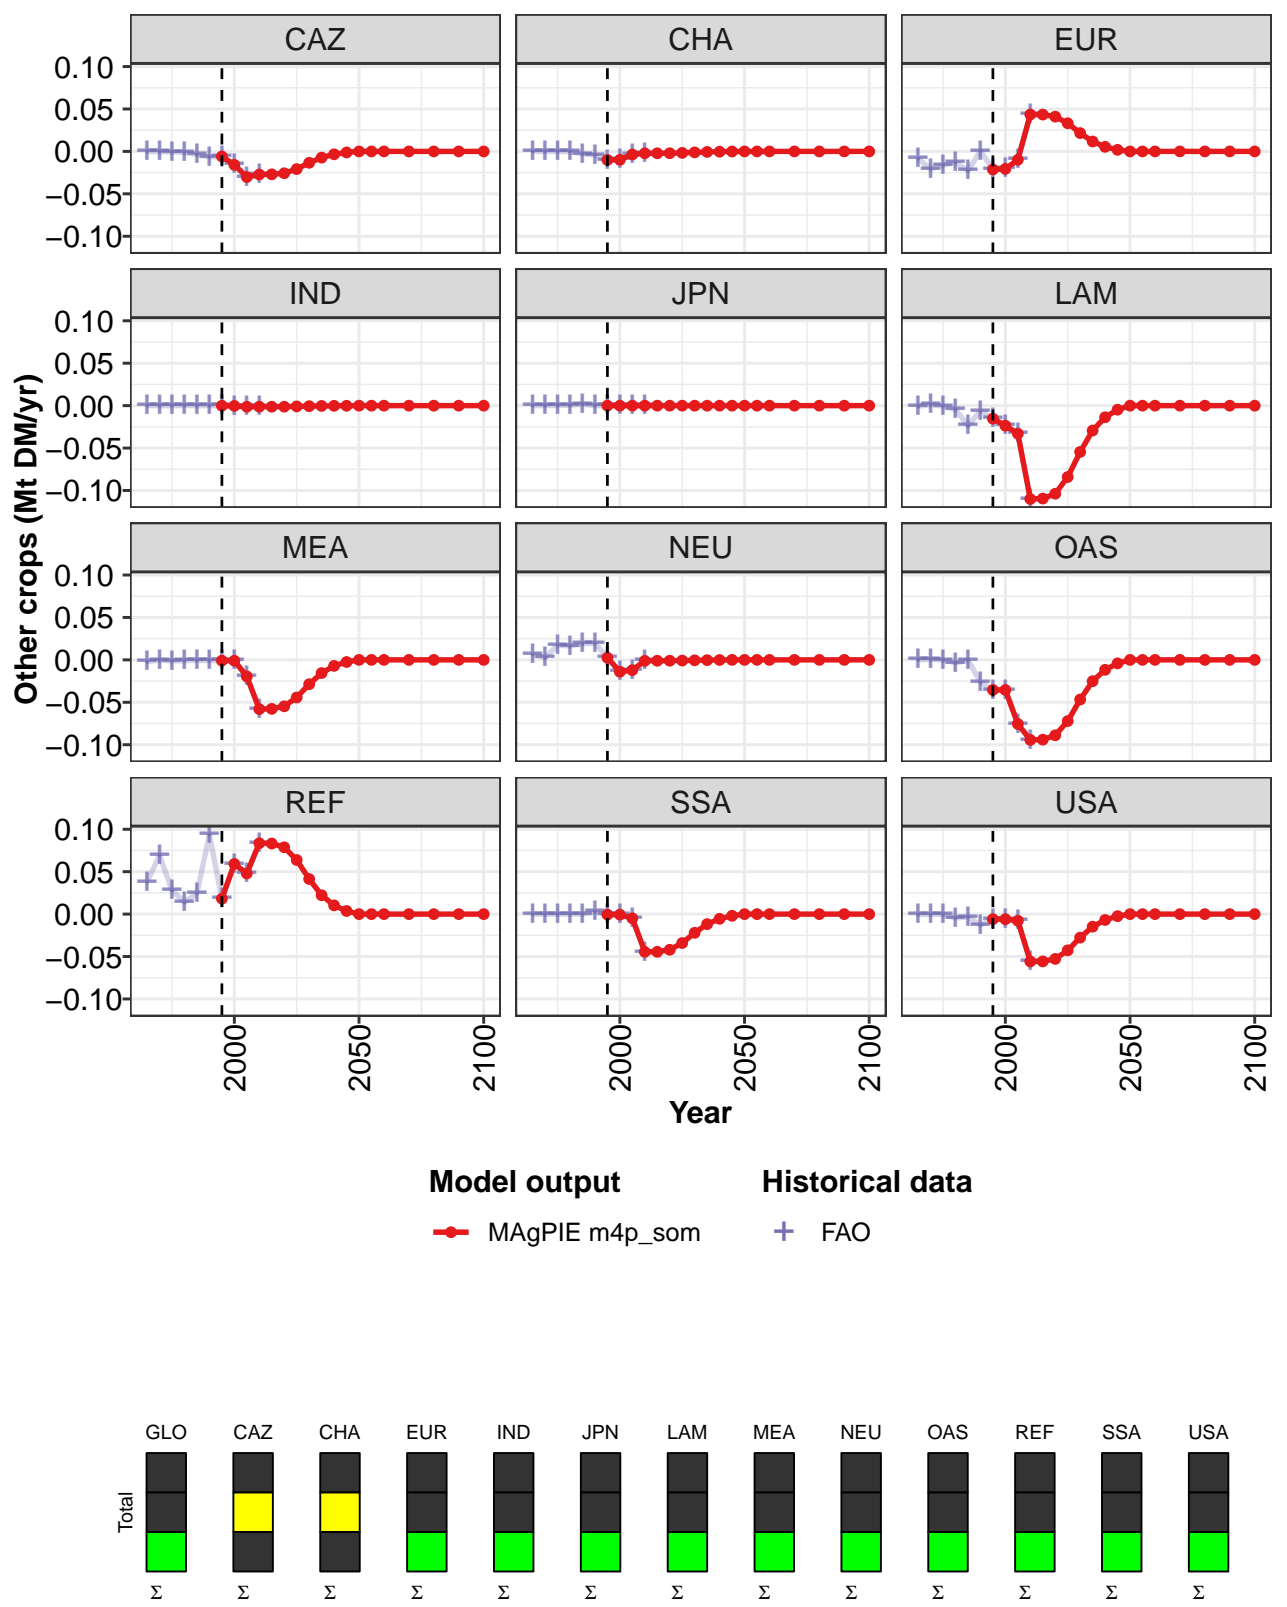 CAZ CHA EUR
0.10
0.05
0.00
−0.05
−0.10
IND JPN LAM
0.10
0.05
0.00
−0.05
−0.10
MEA NEU OAS
0.10
0.05
0.00
−0.05
−0.10
REF SSA USA
0.10
0.05
0.00
−0.05
−0.10
Other crops (Mt DM/yr)
2000 2050 2100 2000 2050 2100 2000 2050 2100
Year
Model output Historical data
MAgPIE m4p_som FAO
GLO CAZ CHA EUR IND JPN LAM MEA NEU OAS REF SSA USA
Total
Σ Σ Σ Σ Σ Σ Σ Σ Σ Σ Σ Σ Σ